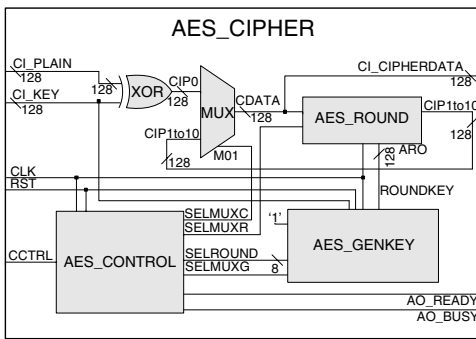 AES_CIPHER
CI_PLAIN
128
CI_KEY
128
128
XOR
CIP0
128
MUX
M01
CDATA
128
CIP1to10
128
CI_CIPHERDATA
128
AES_ROUND
CIP1to10
128
ARO
128
ROUNDKEY
CLK
RST
CCTRL
AES_CONTROL
SELMUXC
SELMUXR
SELROUND
8
SELMUXG
'1'
AES_GENKEY
AO_READY
AO_BUSY